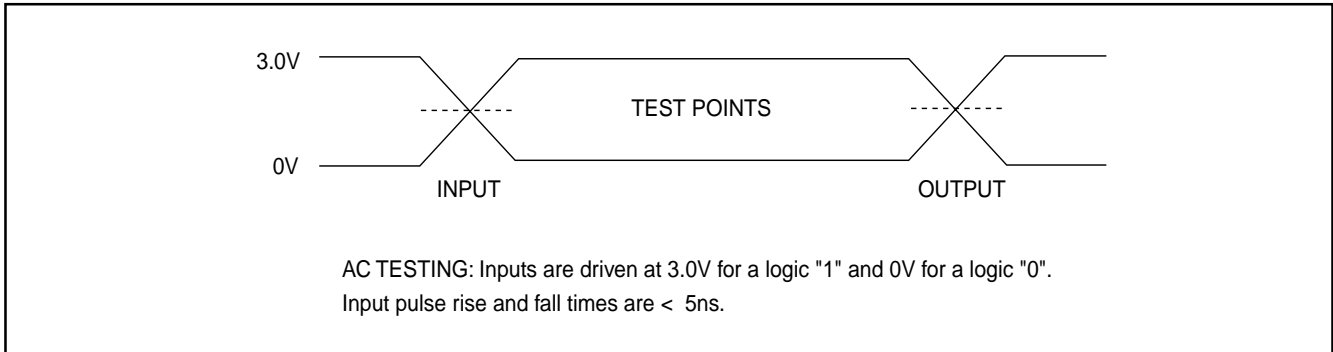 3.0V
TEST POINTS
0V
INPUT
OUTPUT
AC TESTING: Inputs are driven at 3.0V for a logic "1" and 0V for a logic "0".
Input pulse rise and fall times are < 5ns.